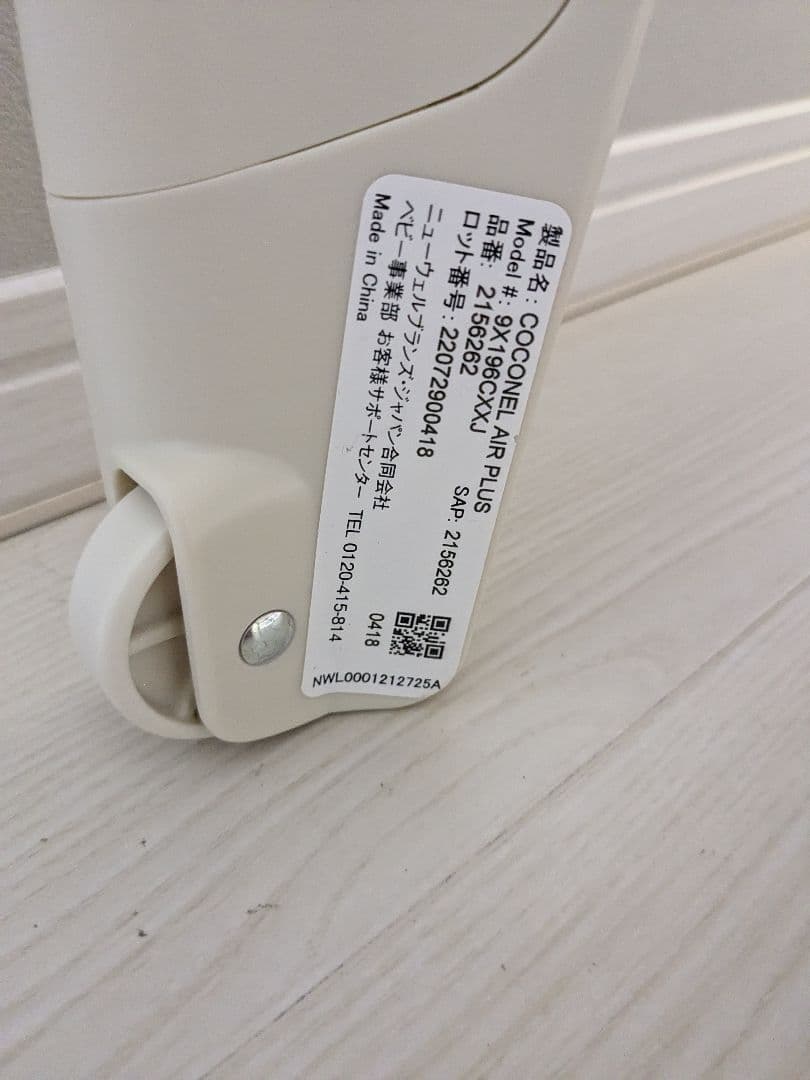 製品名: COCONEL AIR PLUS
Model #: 9X196CXXJ
品番: 2156262 SAP: 2156262
ロット番号: 22072900418
ニューウェルブランズ・ジャパン合同会社
ベビー事業部 お客様サポートセンター TEL 0120-415-814
Made in China
0418
NWL0001212725A